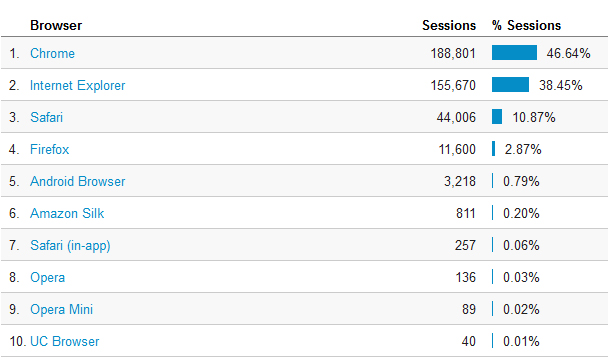 Browser Sessions % Sessions
1. Chrome 188,801 46.64%
2. Internet Explorer 155,670 38.45%
3. Safari 44,006 10.87%
4. Firefox 11,600 2.87%
5. Android Browser 3,218 0.79%
6. Amazon Silk 811 0.20%
7. Safari (in-app) 257 0.06%
8. Opera 136 0.03%
9. Opera Mini 89 0.02%
10. UC Browser 40 0.01%